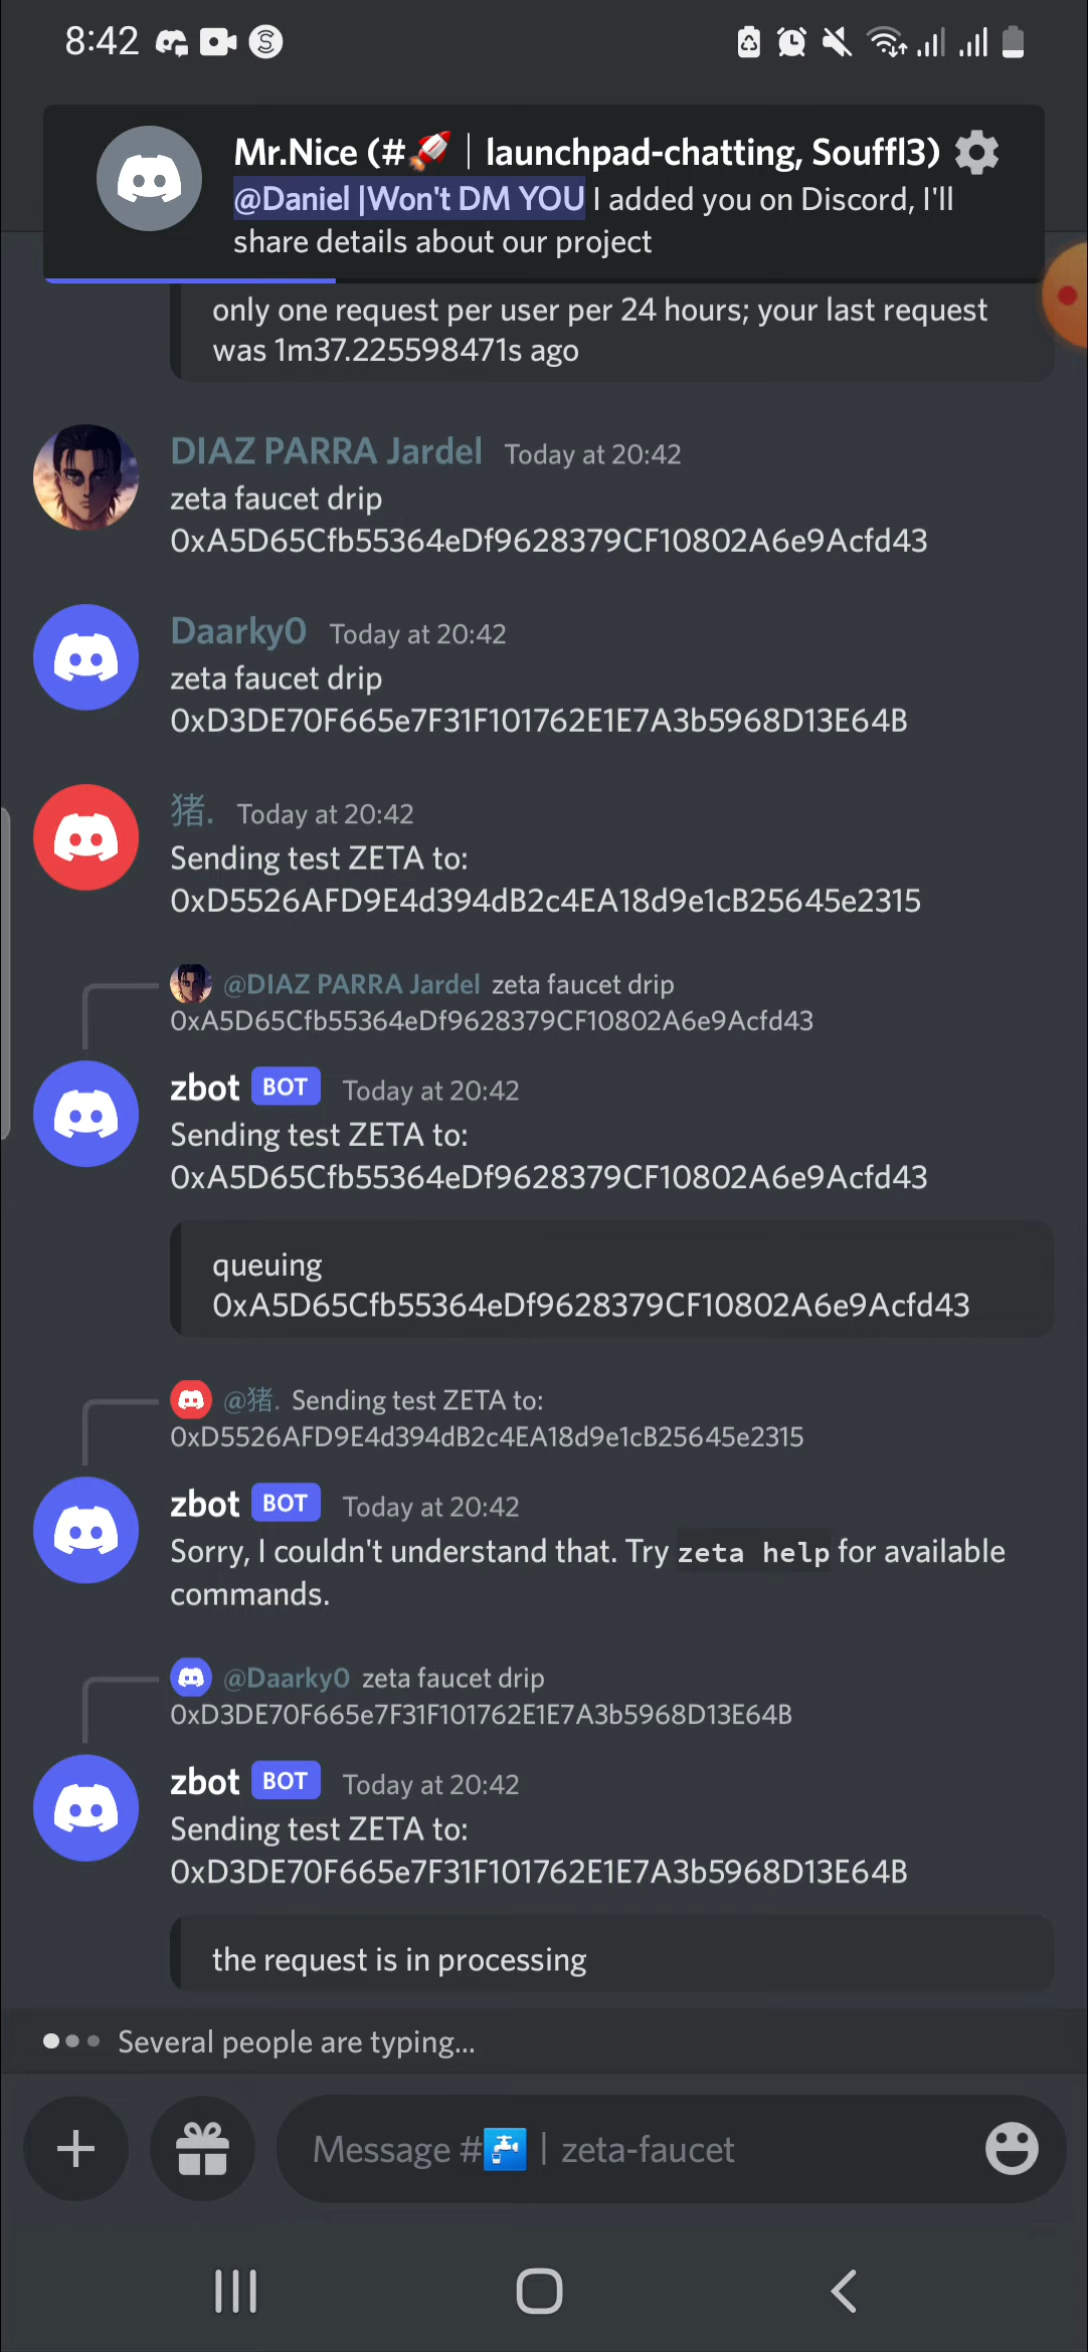 8:42
Mr.Nice (#🚀 | launchpad-chatting, Souffl3)
@Daniel |Won't DM YOU I added you on Discord, I'll
share details about our project
only one request per user per 24 hours; your last request
was 1m37.225598471s ago
DIAZ PARRA Jardel Today at 20:42
zeta faucet drip
0xA5D65Cfb55364eDf9628379CF10802A6e9Acfd43
Daarky0 Today at 20:42
zeta faucet drip
0xD3DE70F665e7F31F101762E1E7A3b5968D13E64B
猪. Today at 20:42
Sending test ZETA to:
0xD5526AFD9E4d394dB2c4EA18d9e1cB25645e2315
@DIAZ PARRA Jardel zeta faucet drip
0xA5D65Cfb55364eDf9628379CF10802A6e9Acfd43
zbot BOT Today at 20:42
Sending test ZETA to:
0xA5D65Cfb55364eDf9628379CF10802A6e9Acfd43
queuing
0xA5D65Cfb55364eDf9628379CF10802A6e9Acfd43
@猪. Sending test ZETA to:
0xD5526AFD9E4d394dB2c4EA18d9e1cB25645e2315
zbot BOT Today at 20:42
Sorry, I couldn't understand that. Try zeta help for available
commands.
@Daarky0 zeta faucet drip
0xD3DE70F665e7F31F101762E1E7A3b5968D13E64B
zbot BOT Today at 20:42
Sending test ZETA to:
0xD3DE70F665e7F31F101762E1E7A3b5968D13E64B
the request is in processing
Several people are typing...
Message #🚰 | zeta-faucet